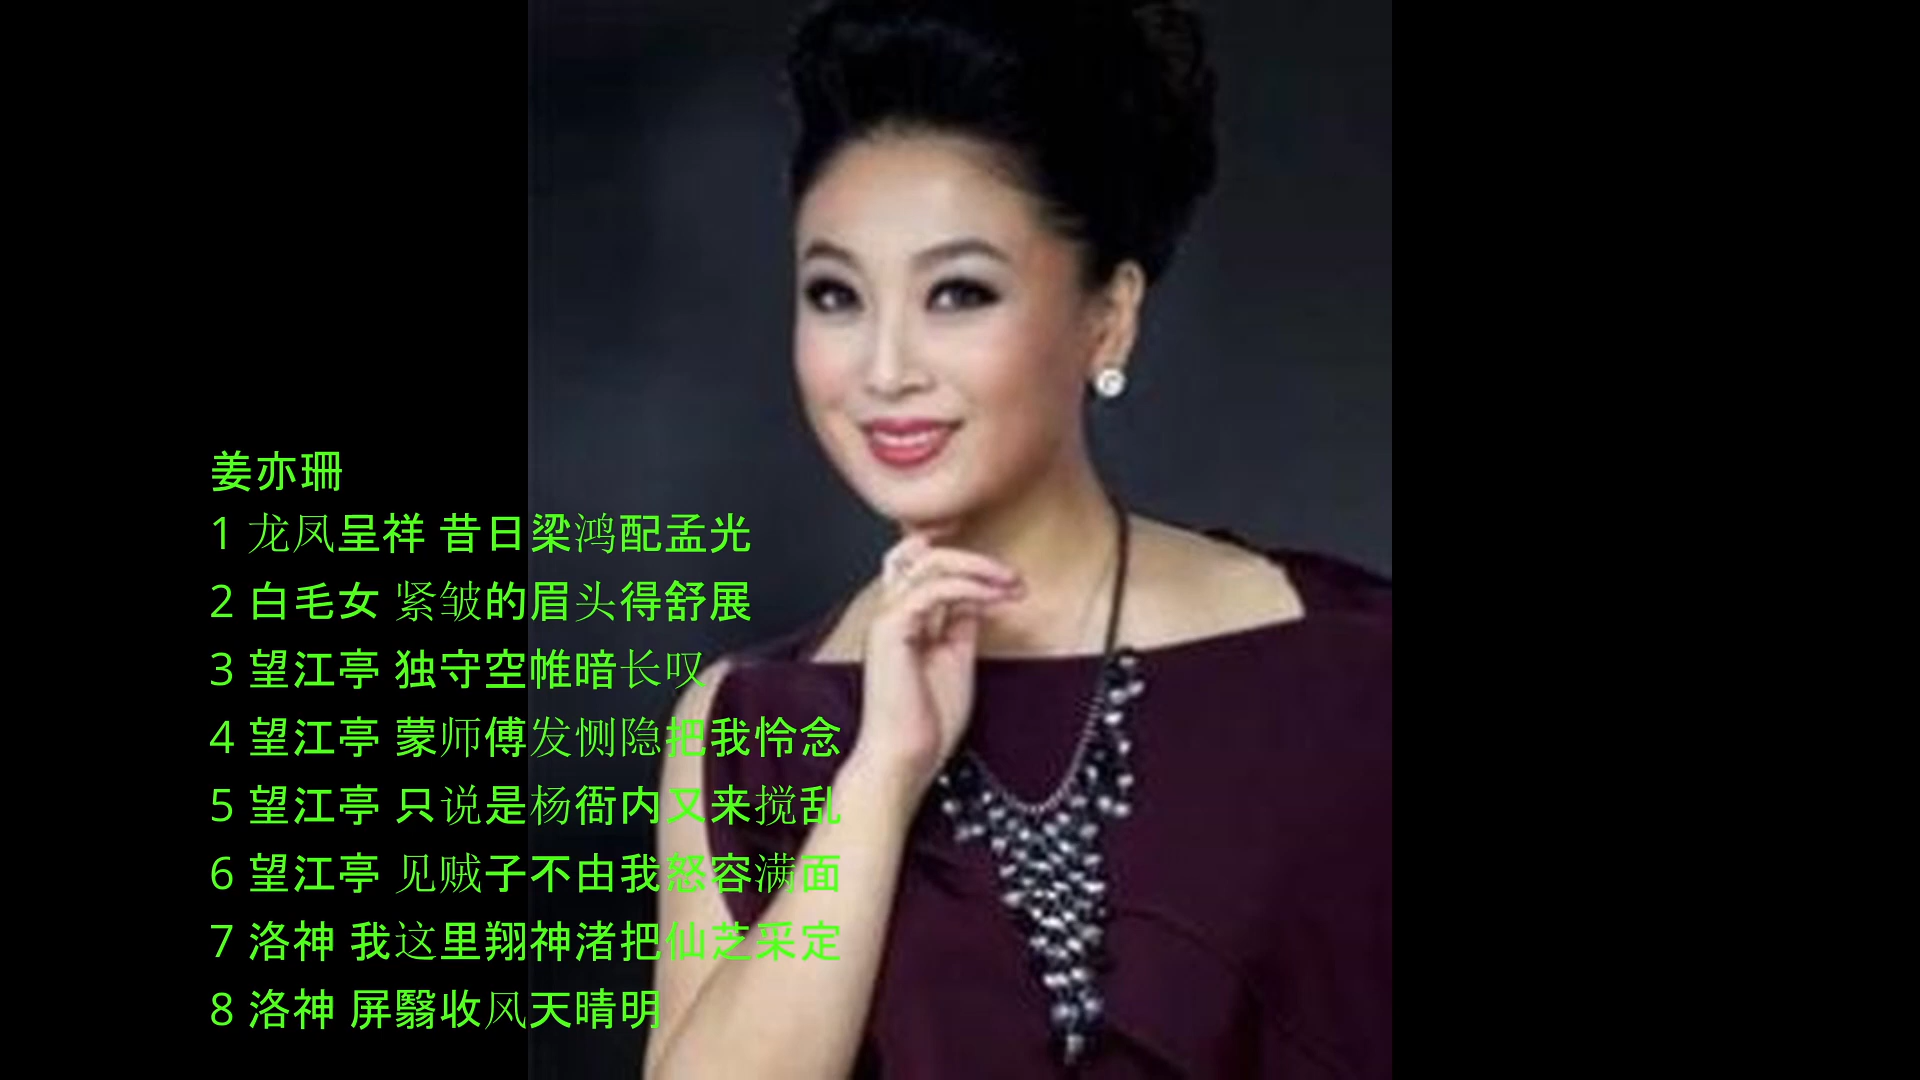 姜亦珊
1 龙凤呈祥 昔日梁鸿配孟光
2 白毛女 紧皱的眉头得舒展
3 望江亭 独守空帷暗长叹
4 望江亭 蒙师傅发恻隐把我怜念
5 望江亭 只说是杨衙内又来搅乱
6 望江亭 见贼子不由我怒容满面
7 洛神 我这里翔神渚把仙芝采定
8 洛神 屏翳收风天晴明